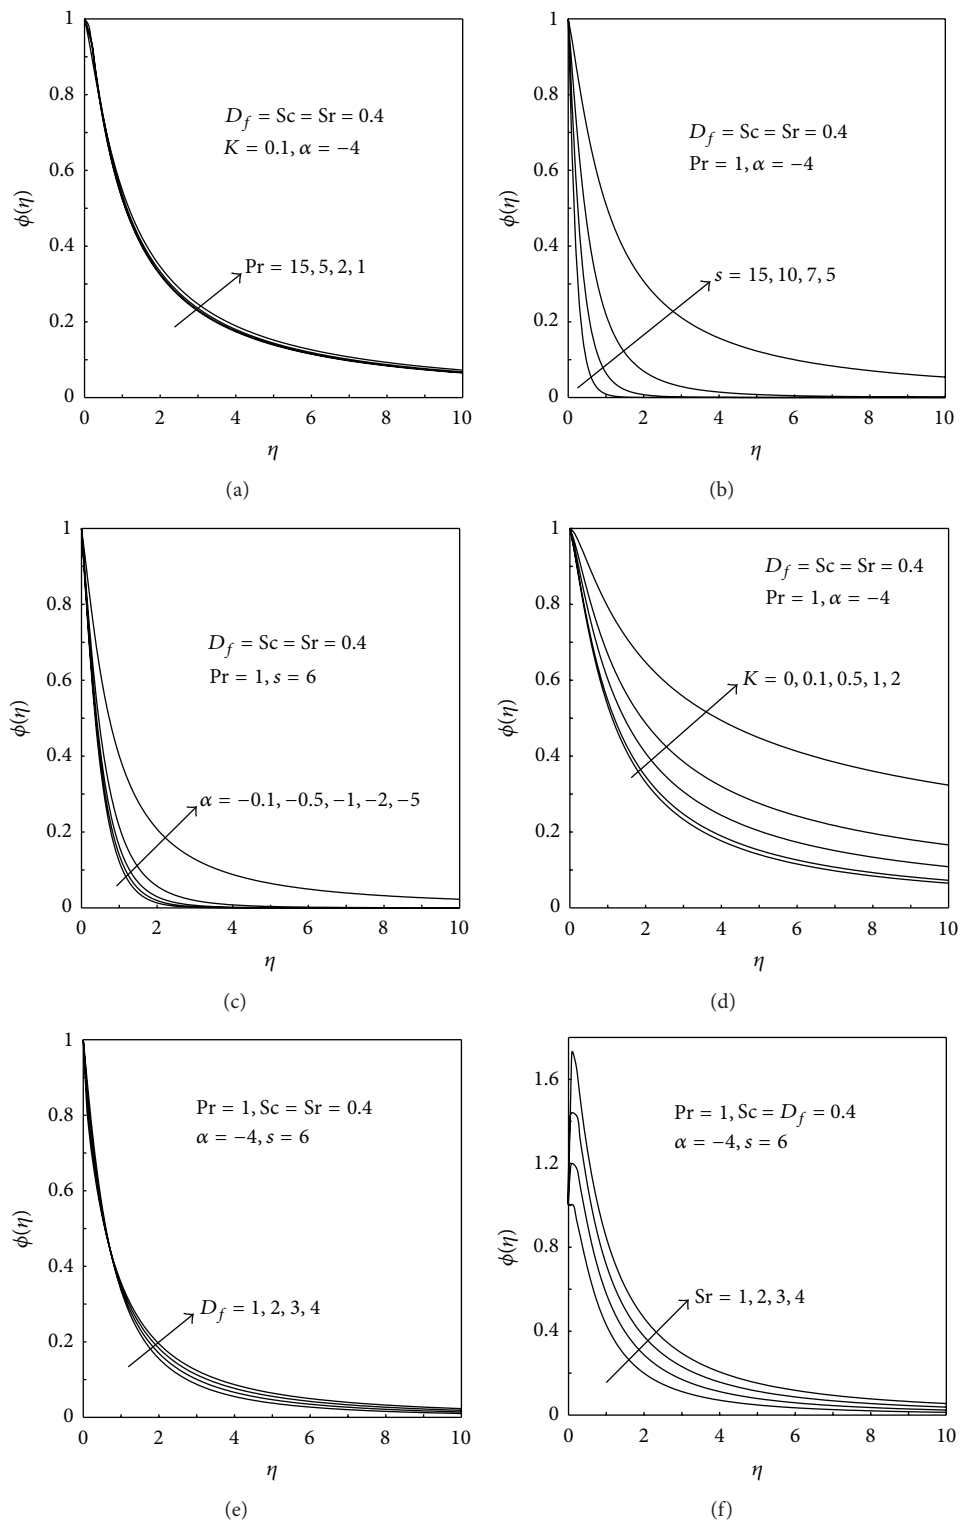 1
0.8
0.6
0.4
0.2
0
0 2 4 6 8 10
ϕ(η)
η
D_f = Sc = Sr = 0.4
K = 0.1, α = −4
Pr = 15, 5, 2, 1
(a)
1
0.8
0.6
0.4
0.2
0
0 2 4 6 8 10
ϕ(η)
η
D_f = Sc = Sr = 0.4
Pr = 1, α = −4
s = 15, 10, 7, 5
(b)
1
0.8
0.6
0.4
0.2
0
0 2 4 6 8 10
ϕ(η)
η
D_f = Sc = Sr = 0.4
Pr = 1, s = 6
α = −0.1, −0.5, −1, −2, −5
(c)
1
0.8
0.6
0.4
0.2
0
0 2 4 6 8 10
ϕ(η)
η
D_f = Sc = Sr = 0.4
Pr = 1, α = −4
K = 0, 0.1, 0.5, 1, 2
(d)
1
0.8
0.6
0.4
0.2
0
0 2 4 6 8 10
ϕ(η)
η
Pr = 1, Sc = Sr = 0.4
α = −4, s = 6
D_f = 1, 2, 3, 4
(e)
1.6
1.2
0.8
0.4
0
0 2 4 6 8 10
ϕ(η)
η
Pr = 1, Sc = D_f = 0.4
α = −4, s = 6
Sr = 1, 2, 3, 4
(f)